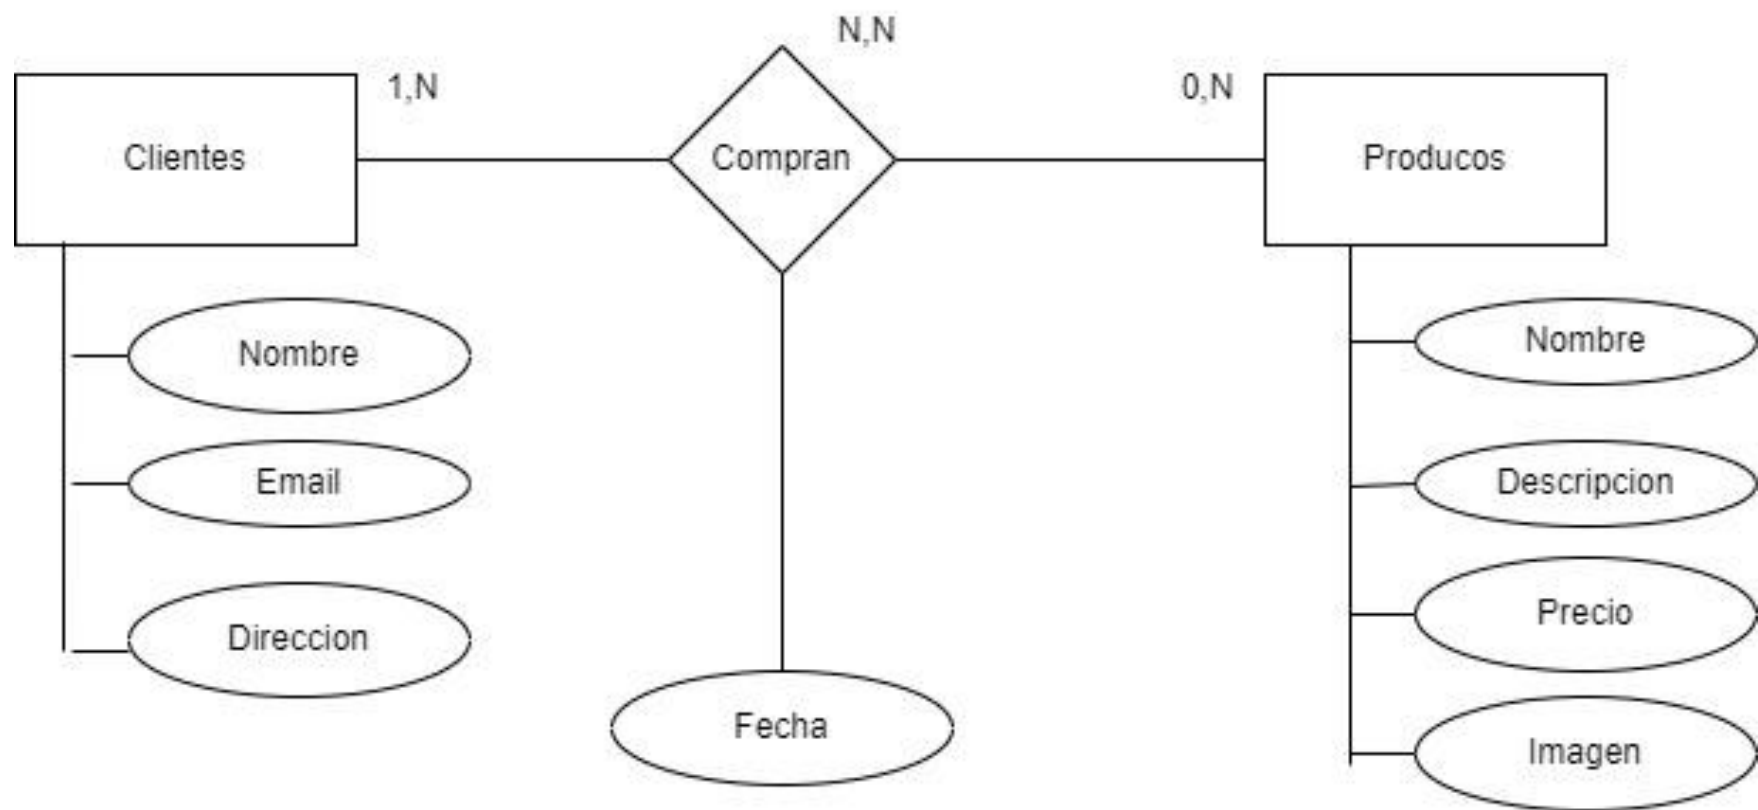 N,N
1,N
0,N
Clientes
Compran
Producos
Nombre
Email
Direccion
Fecha
Nombre
Descripcion
Precio
Imagen